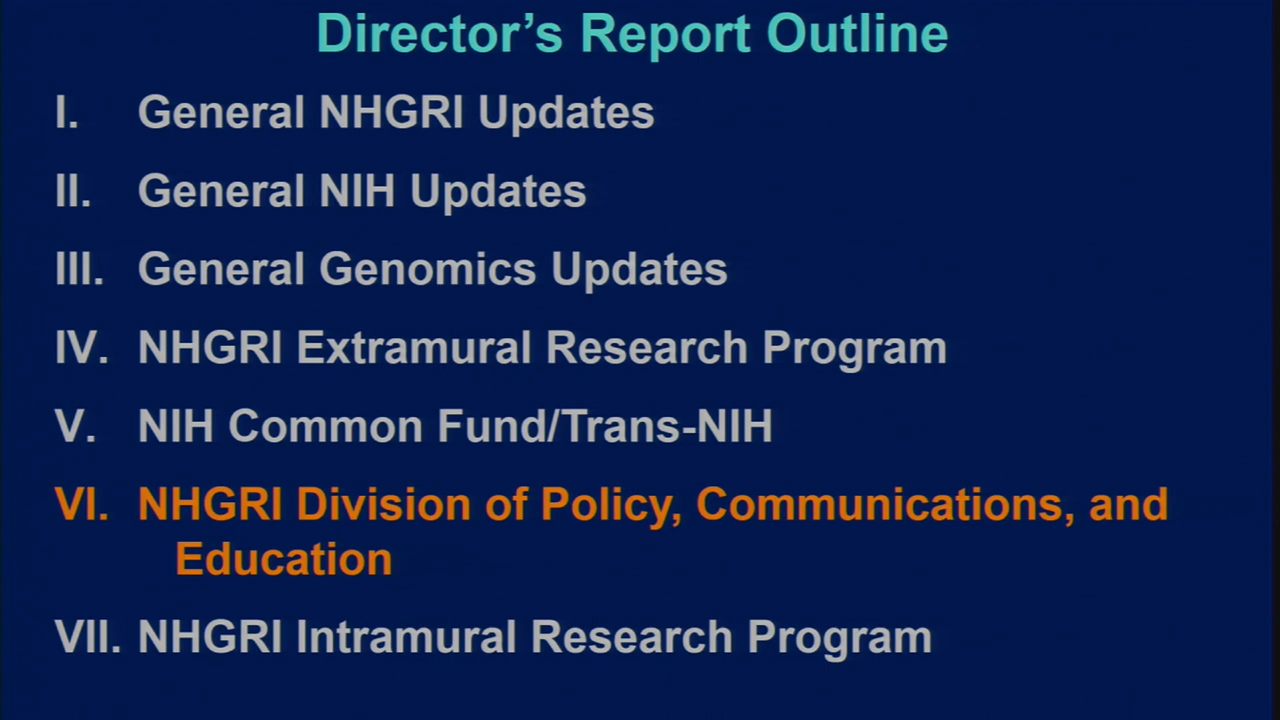 Director’s Report Outline
I. General NHGRI Updates
II. General NIH Updates
III. General Genomics Updates
IV. NHGRI Extramural Research Program
V. NIH Common Fund/Trans-NIH
VI. NHGRI Division of Policy, Communications, and
Education
VII. NHGRI Intramural Research Program